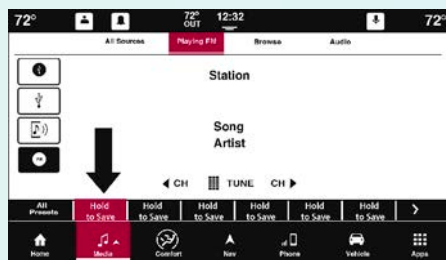 72° 72° OUT 12:32 72°
All Sources Playing FM Browse Audio
Station
Song
Artist
CH TUNE CH
All Presets Hold to Save Hold to Save Hold to Save Hold to Save Hold to Save Hold to Save
Home Media Comfort Nav Phone Vehicle Apps